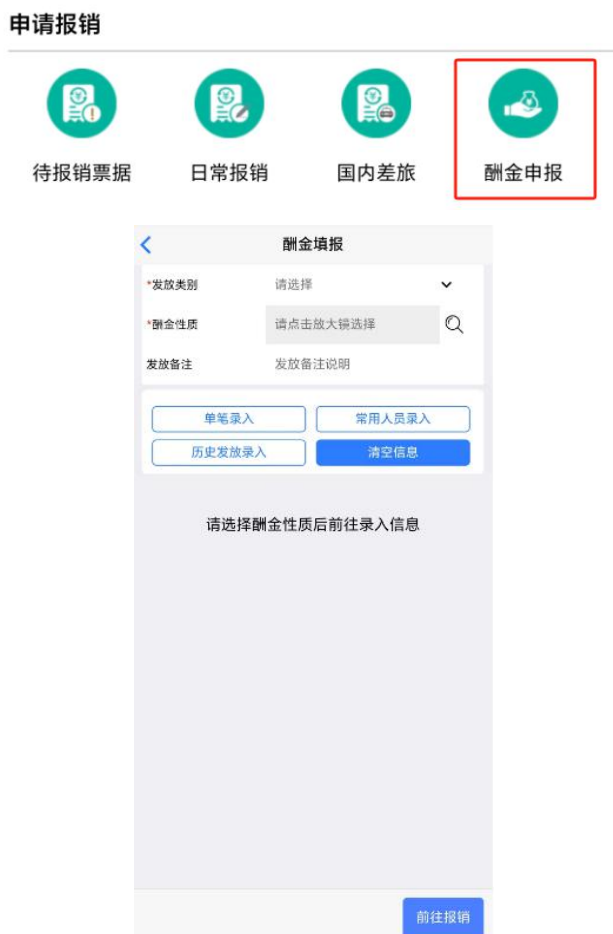 申请报销
待报销票据 日常报销 国内差旅 酬金申报
酬金填报
*发放类别 请选择
*酬金性质 请点击放大镜选择
发放备注 发放备注说明
单笔录入 常用人员录入
历史发放录入 清空信息
请选择酬金性质后前往录入信息
前往报销